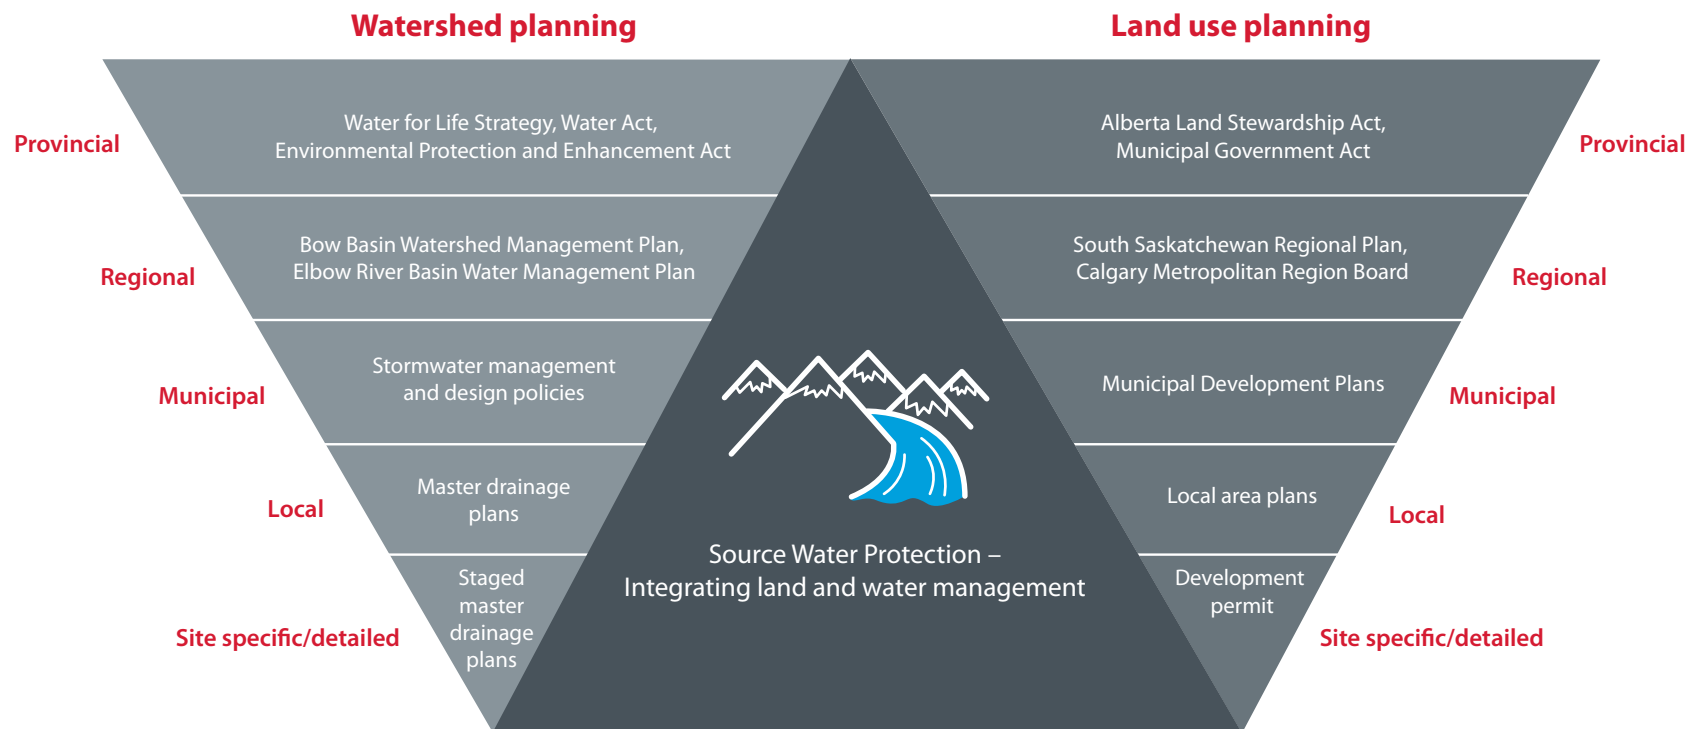 Watershed planning
Land use planning
Provincial
Water for Life Strategy, Water Act,
Environmental Protection and Enhancement Act
Alberta Land Stewardship Act,
Municipal Government Act
Provincial
Regional
Bow Basin Watershed Management Plan,
Elbow River Basin Water Management Plan
South Saskatchewan Regional Plan,
Calgary Metropolitan Region Board
Regional
Municipal
Stormwater management
and design policies
Municipal Development Plans
Municipal
Local
Master drainage
plans
Local area plans
Local
Source Water Protection –
Integrating land and water management
Site specific/detailed
Staged
master
drainage
plans
Development
permit
Site specific/detailed